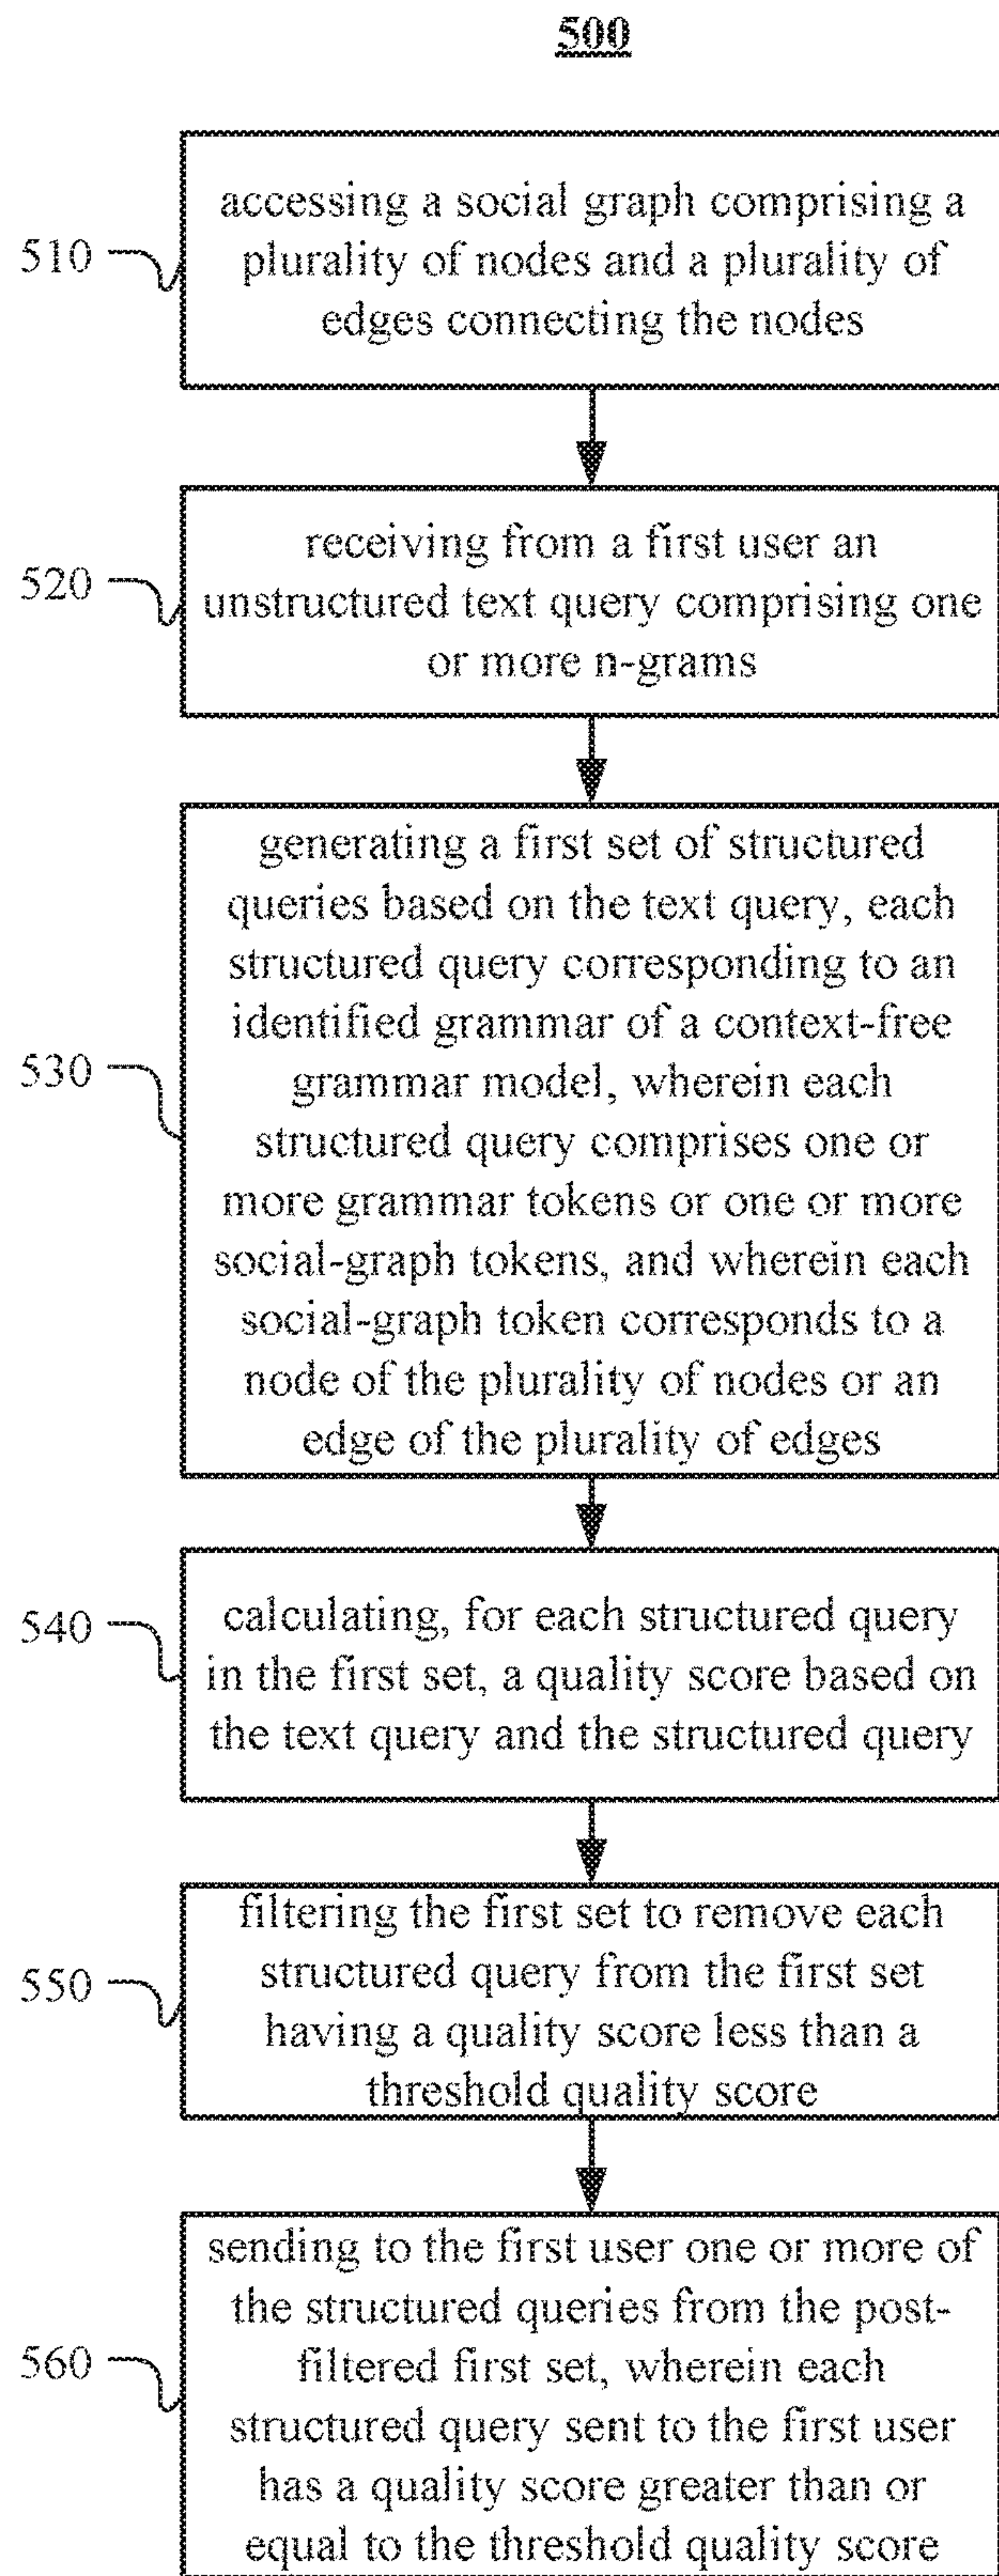 500
510
accessing a social graph comprising a
plurality of nodes and a plurality of
edges connecting the nodes
520
receiving from a first user an
unstructured text query comprising one
or more n-grams
530
generating a first set of structured
queries based on the text query, each
structured query corresponding to an
identified grammar of a context-free
grammar model, wherein each
structured query comprises one or
more grammar tokens or one or more
social-graph tokens, and wherein each
social-graph token corresponds to a
node of the plurality of nodes or an
edge of the plurality of edges
540
calculating, for each structured query
in the first set, a quality score based on
the text query and the structured query
550
filtering the first set to remove each
structured query from the first set
having a quality score less than a
threshold quality score
560
sending to the first user one or more of
the structured queries from the post-
filtered first set, wherein each
structured query sent to the first user
has a quality score greater than or
equal to the threshold quality score